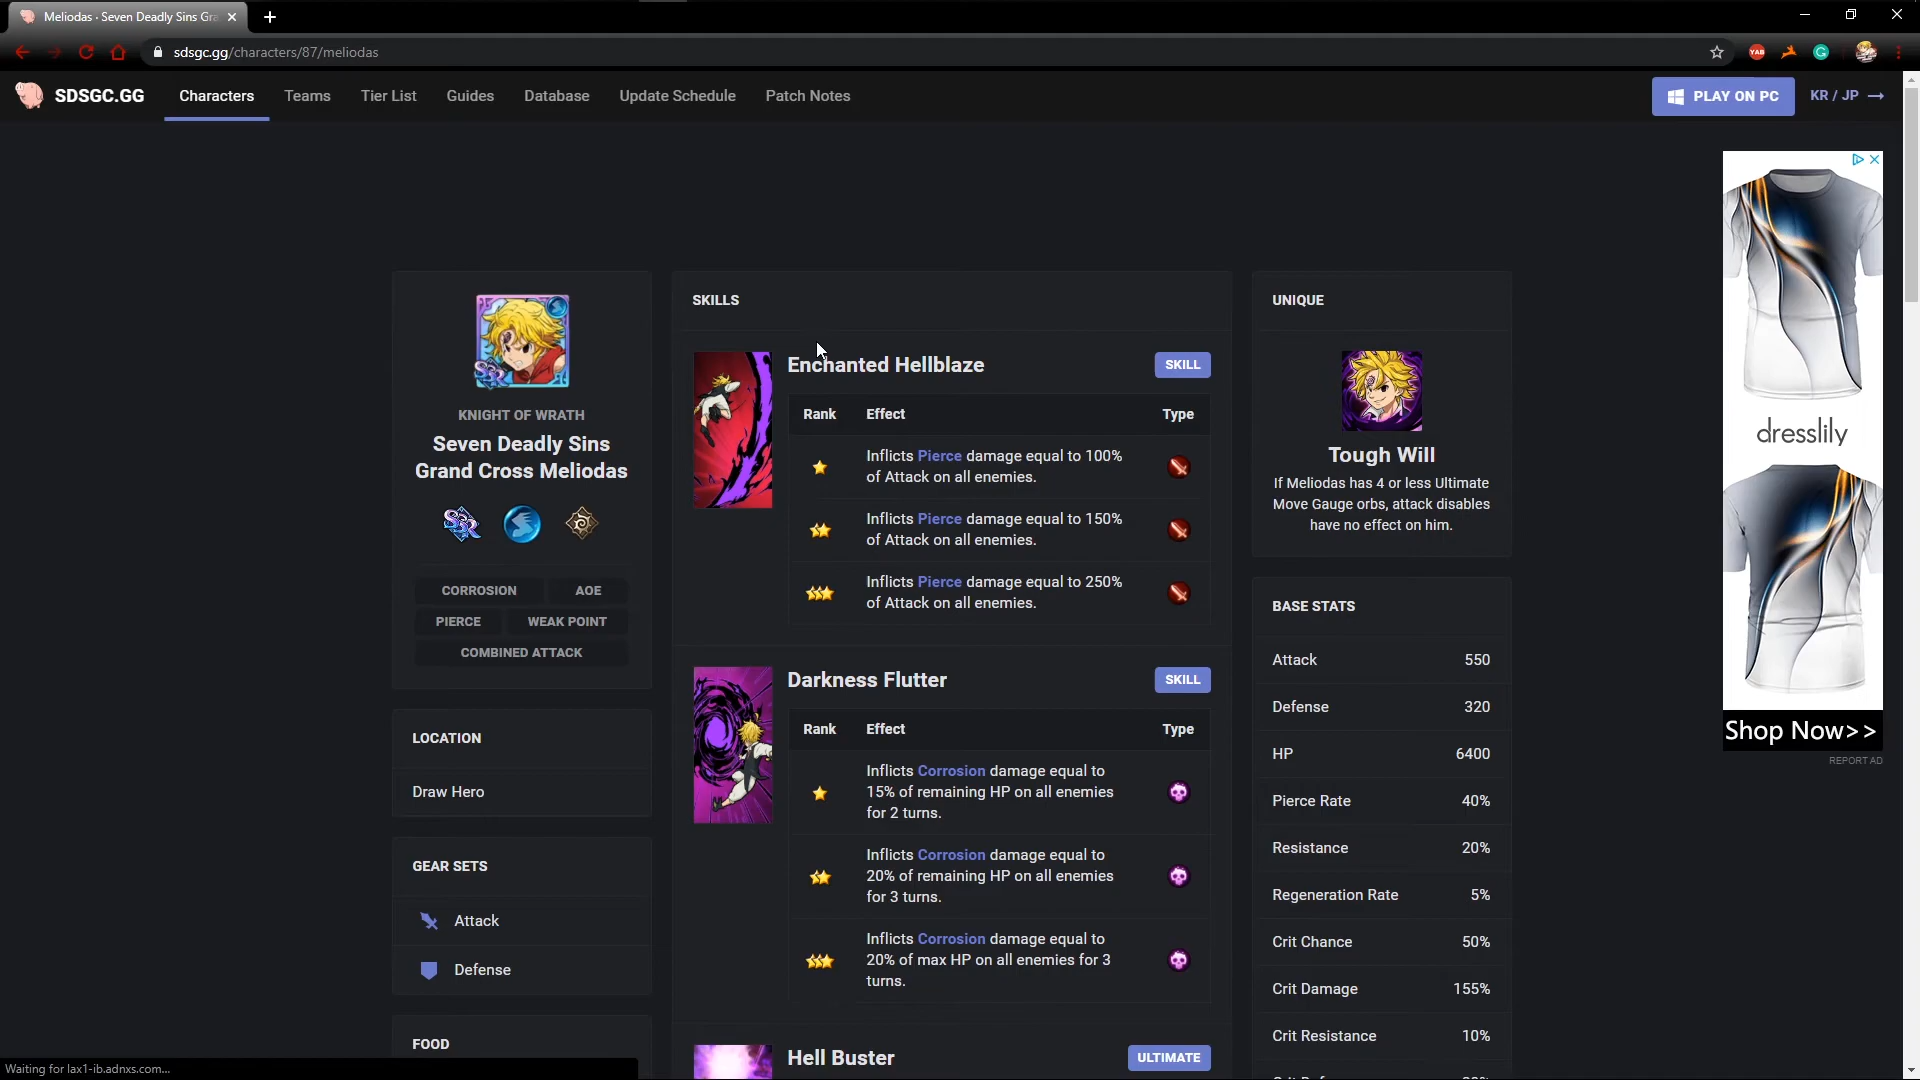 Meliodas · Seven Deadly Sins Gra
sdsgc.gg/characters/87/meliodas
SDSGC.GG
Characters
Teams
Tier List
Guides
Database
Update Schedule
Patch Notes
PLAY ON PC
KR / JP →
KNIGHT OF WRATH
Seven Deadly Sins
Grand Cross Meliodas
CORROSION
AOE
PIERCE
WEAK POINT
COMBINED ATTACK
LOCATION
Draw Hero
GEAR SETS
Attack
Defense
FOOD
Waiting for lax1-ib.adnxs.com...
SKILLS
Enchanted Hellblaze
SKILL
Rank
Effect
Type
Inflicts Pierce damage equal to 100%
of Attack on all enemies.
Inflicts Pierce damage equal to 150%
of Attack on all enemies.
Inflicts Pierce damage equal to 250%
of Attack on all enemies.
Darkness Flutter
SKILL
Rank
Effect
Type
Inflicts Corrosion damage equal to
15% of remaining HP on all enemies
for 2 turns.
Inflicts Corrosion damage equal to
20% of remaining HP on all enemies
for 3 turns.
Inflicts Corrosion damage equal to
20% of max HP on all enemies for 3
turns.
Hell Buster
ULTIMATE
UNIQUE
Tough Will
If Meliodas has 4 or less Ultimate
Move Gauge orbs, attack disables
have no effect on him.
BASE STATS
Attack 550
Defense 320
HP 6400
Pierce Rate 40%
Resistance 20%
Regeneration Rate 5%
Crit Chance 50%
Crit Damage 155%
Crit Resistance 10%
dresslily
Shop Now>>
REPORT AD